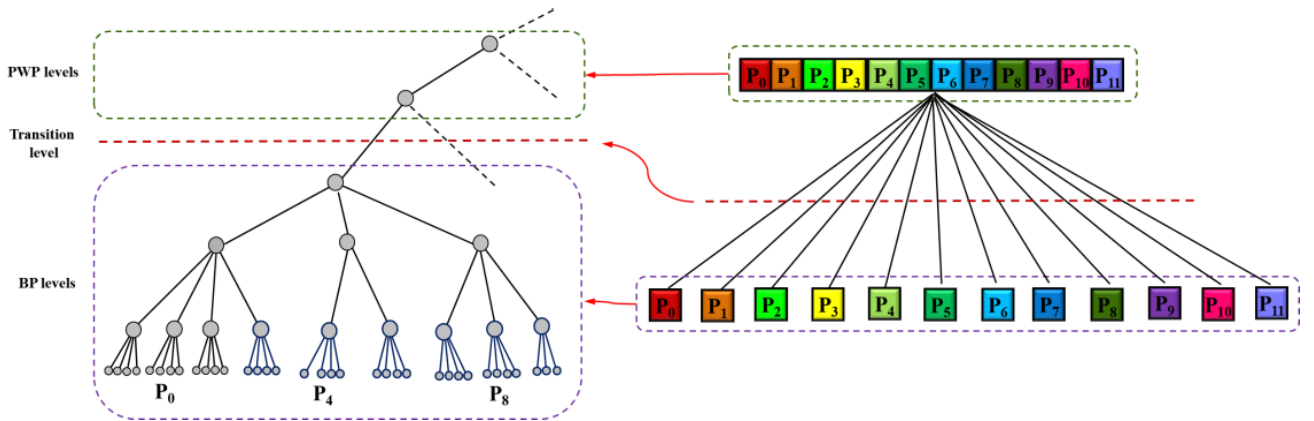 PWP levels
P0 P1 P2 P3 P4 P5 P6 P7 P8 P9 P10 P11
Transition
level
BP levels
P0 P1 P2 P3 P4 P5 P6 P7 P8 P9 P10 P11
P0 P4 P8